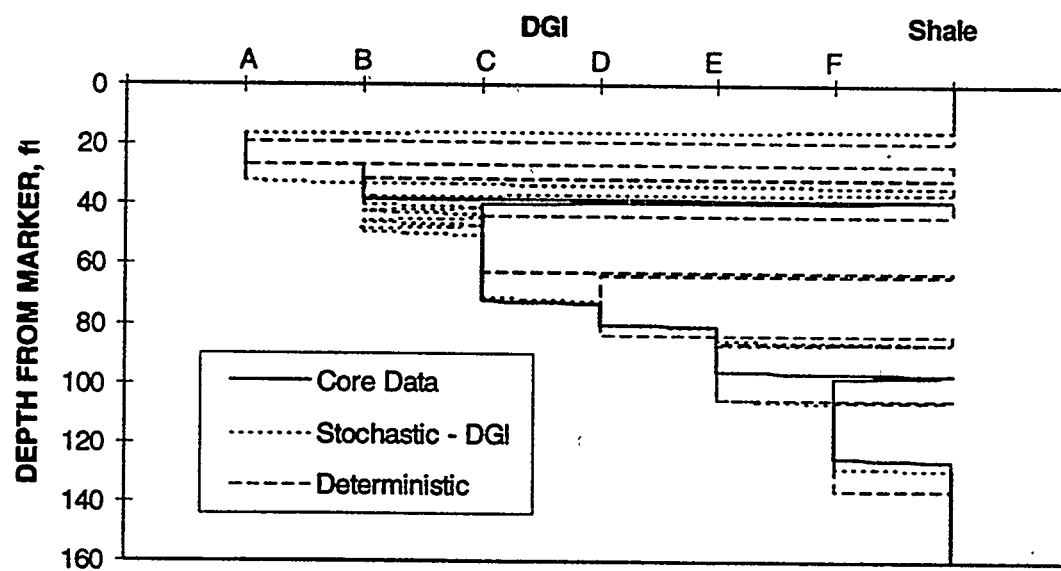 DGI
Shale
A B C D E F
0
20
40
60
80
100
120
140
160
DEPTH FROM MARKER, ft
Core Data
Stochastic - DGI
Deterministic